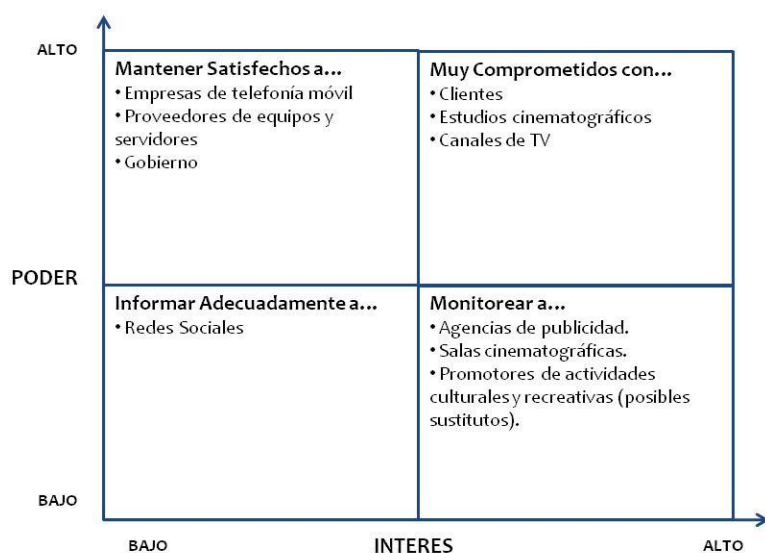 ALTO
Mantener Satisfechos a...
• Empresas de telefonía móvil
• Proveedores de equipos y
servidores
• Gobierno
Muy Comprometidos con...
• Clientes
• Estudios cinematográficos
• Canales de TV
PODER
Informar Adecuadamente a...
• Redes Sociales
Monitorear a...
• Agencias de publicidad.
• Salas cinematográficas.
• Promotores de actividades
culturales y recreativas (posibles
sustitutos).
BAJO
BAJO
INTERES
ALTO